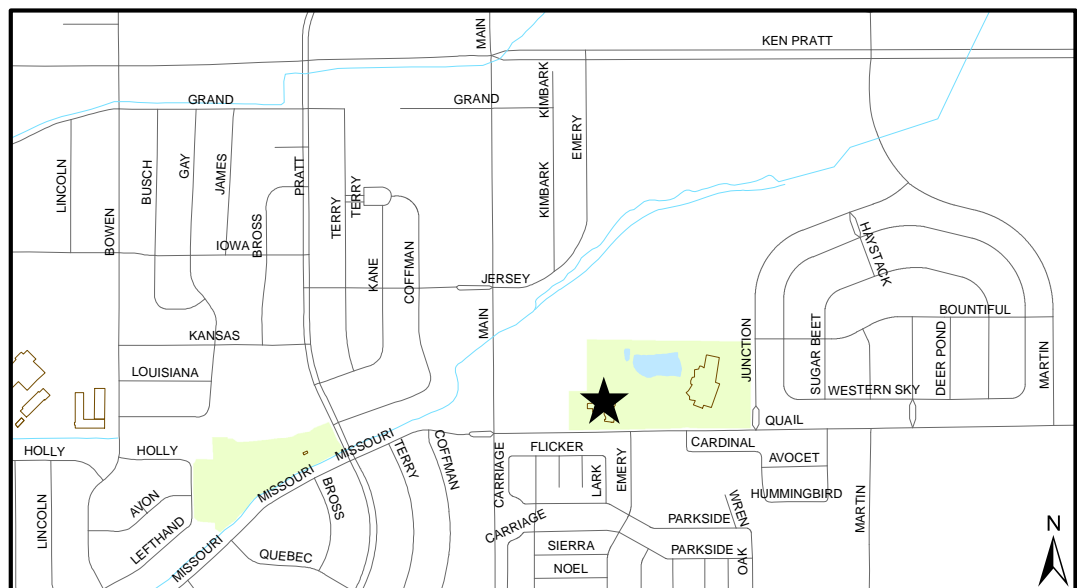 MAIN
KEN PRATT
GRAND
GRAND
KIMBARK
EMERY
LINCOLN
BUSCH
GAY
JAMES
PRATT
TERRY
TERRY
KIMBARK
BOWEN
IOWA
BROSS
HAYSTACK
KANE
COFFMAN
JERSEY
MAIN
BOUNTIFUL
KANSAS
JUNCTION
SUGAR BEET
DEER POND
MARTIN
LOUISIANA
WESTERN SKY
QUAIL
HOLLY
HOLLY
MISSOURI
COFFMAN
TERRY
CARRIAGE
FLICKER
CARDINAL
LARK
EMERY
AVOCET
MISSOURI
BROSS
LINCOLN
AVON
HUMMINGBIRD
MARTIN
WREN
LEFTHAND
CARRIAGE
PARKSIDE
N
MISSOURI
QUEBEC
SIERRA
PARKSIDE
OAK
NOEL